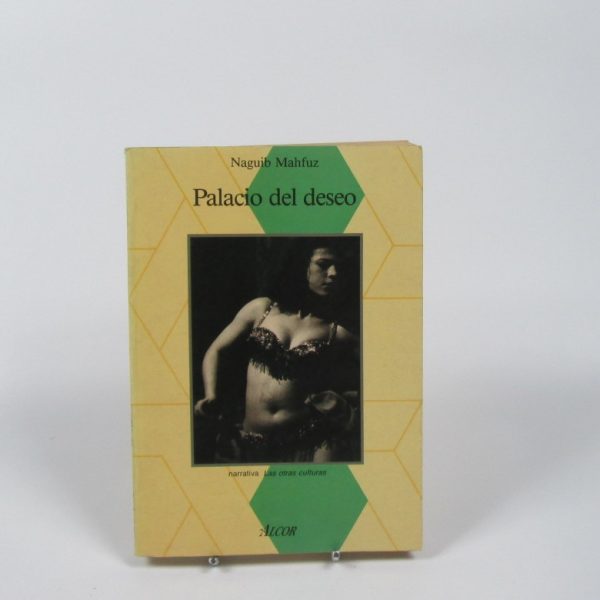 Naguib Mahfuz
Palacio del deseo
narrativa Las otras culturas
ALCOR